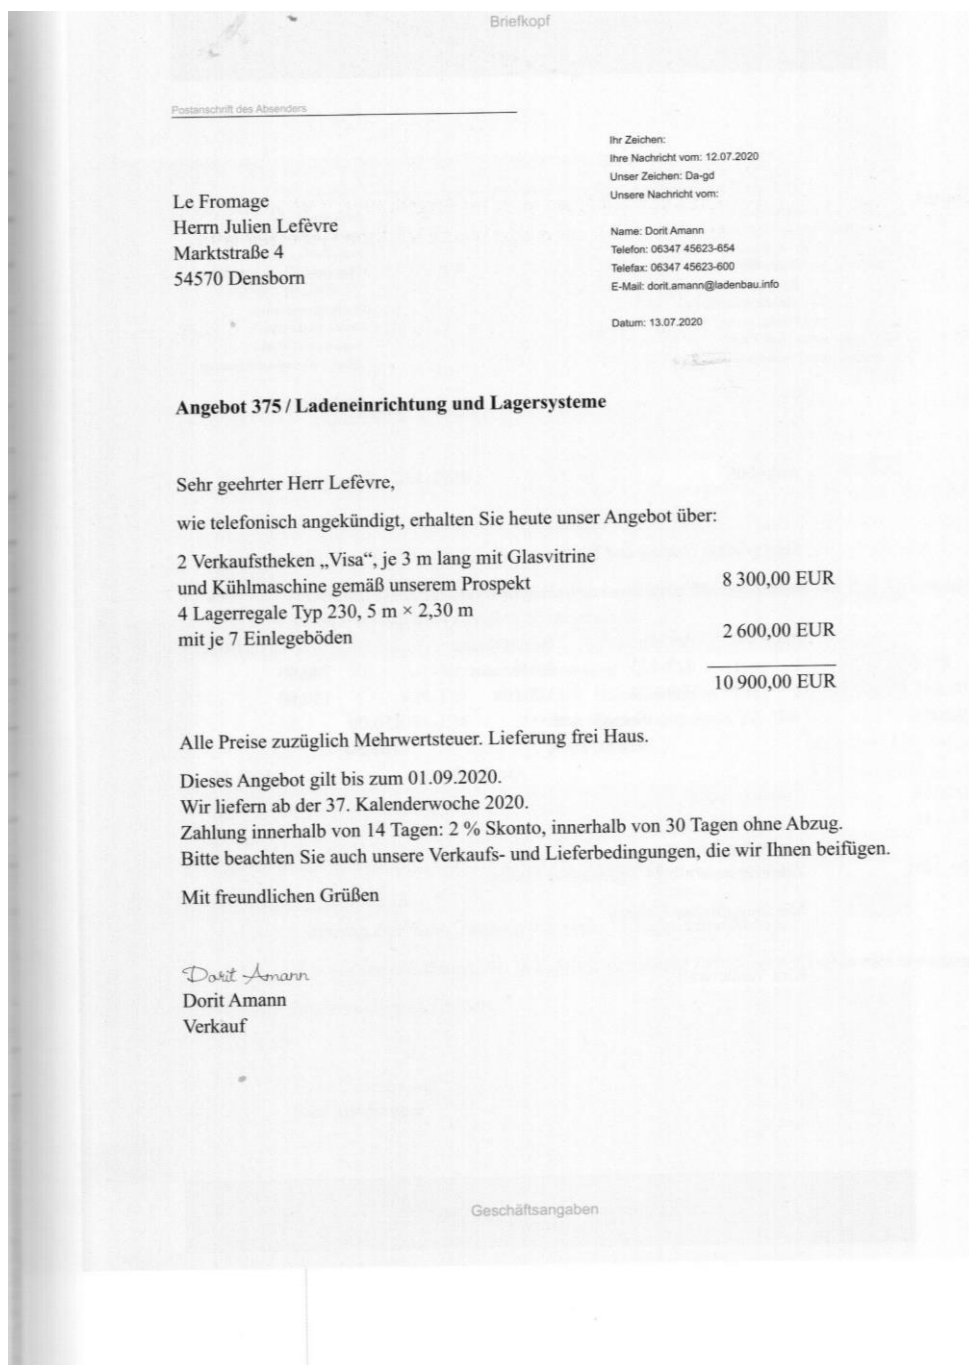 Briefkopf
Postanschrift des Absenders
Ihr Zeichen:
Ihre Nachricht vom: 12.07.2020
Unser Zeichen: Da-gd
Unsere Nachricht vom:
Name: Dorit Amann
Telefon: 06347 45623-654
Telefax: 06347 45623-600
E-Mail: dorit.amann@ladenbau.info
Datum: 13.07.2020
Le Fromage
Herrn Julien Lefèvre
Marktstraße 4
54570 Densborn
Angebot 375 / Ladeneinrichtung und Lagersysteme
Sehr geehrter Herr Lefèvre,
wie telefonisch angekündigt, erhalten Sie heute unser Angebot über:
2 Verkaufstheken „Visa“, je 3 m lang mit Glasvitrine
und Kühlmaschine gemäß unserem Prospekt 8 300,00 EUR
4 Lagerregale Typ 230, 5 m × 2,30 m
mit je 7 Einlegeböden 2 600,00 EUR
10 900,00 EUR
Alle Preise zuzüglich Mehrwertsteuer. Lieferung frei Haus.
Dieses Angebot gilt bis zum 01.09.2020.
Wir liefern ab der 37. Kalenderwoche 2020.
Zahlung innerhalb von 14 Tagen: 2 % Skonto, innerhalb von 30 Tagen ohne Abzug.
Bitte beachten Sie auch unsere Verkaufs- und Lieferbedingungen, die wir Ihnen beifügen.
Mit freundlichen Grüßen
Dorit Amann
Dorit Amann
Verkauf
Geschäftsangaben